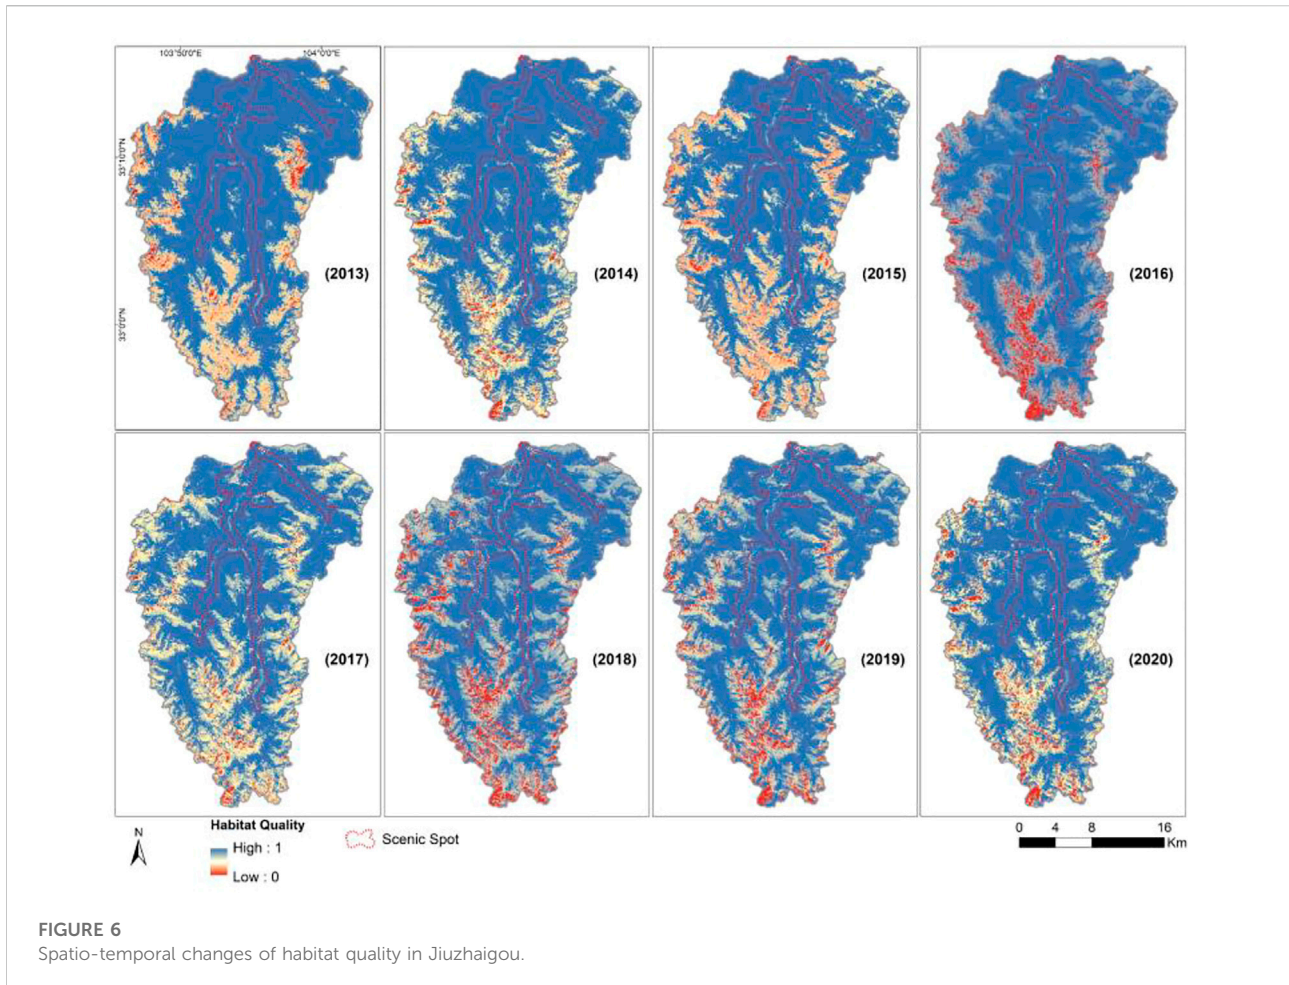 103°50'0"E
104°0'0"E
33°10'0"N
33°0'0"N
(2013)
(2014)
(2015)
(2016)
(2017)
(2018)
(2019)
(2020)
N
Habitat Quality
High : 1
Low : 0
Scenic Spot
0 4 8 16
Km
FIGURE 6
Spatio-temporal changes of habitat quality in Jiuzhaigou.